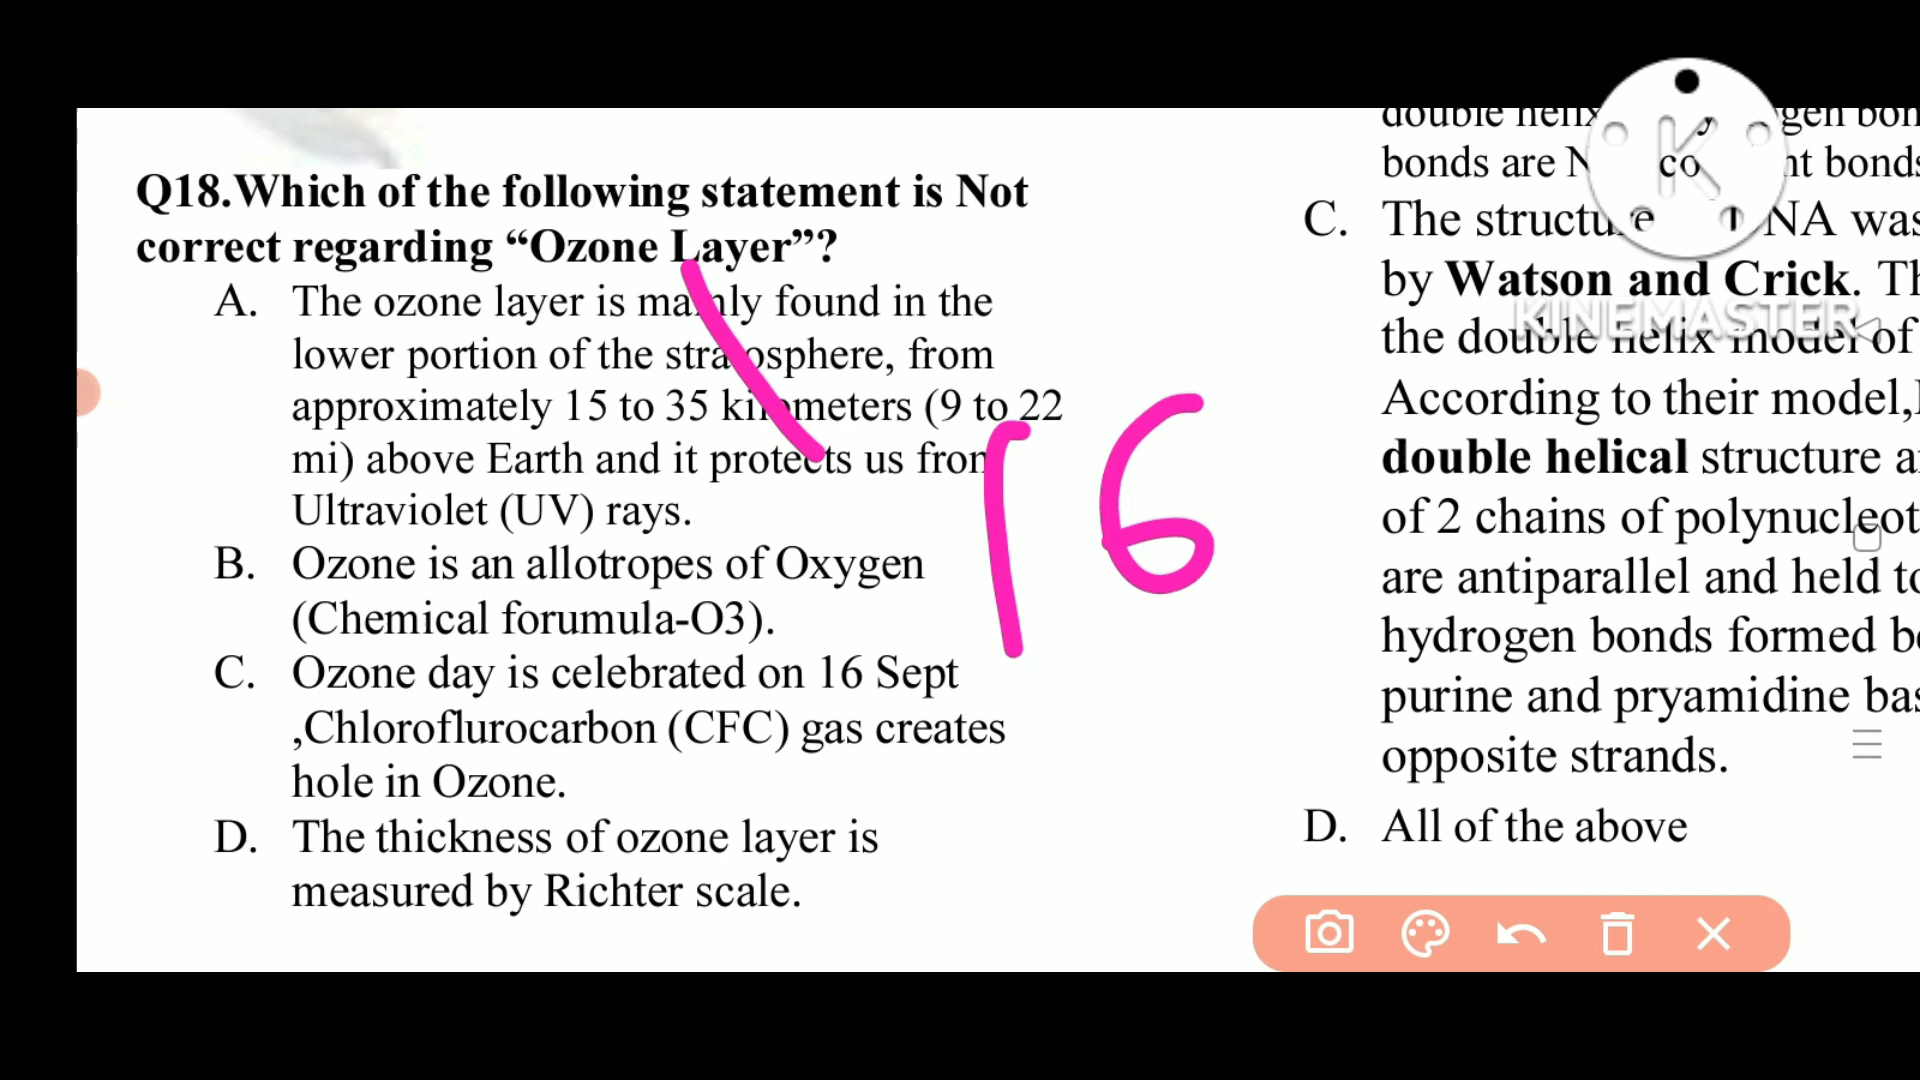 Q18.Which of the following statement is Not
correct regarding “Ozone Layer”?
A. The ozone layer is mainly found in the
lower portion of the stratosphere, from
approximately 15 to 35 kilometers (9 to 22
mi) above Earth and it protects us from
Ultraviolet (UV) rays.
B. Ozone is an allotropes of Oxygen
(Chemical forumula-O3).
C. Ozone day is celebrated on 16 Sept
,Chloroflurocarbon (CFC) gas creates
hole in Ozone.
D. The thickness of ozone layer is
measured by Richter scale.
16
double helix
bonds are bonds
C. The structure DNA was
by Watson and Crick.
the double helix model of
According to their model,
double helical structure
of 2 chains of polynucleot
are antiparallel and held
hydrogen bonds formed
purine and pryamidine
opposite strands.
D. All of the above
K
KINEMASTER